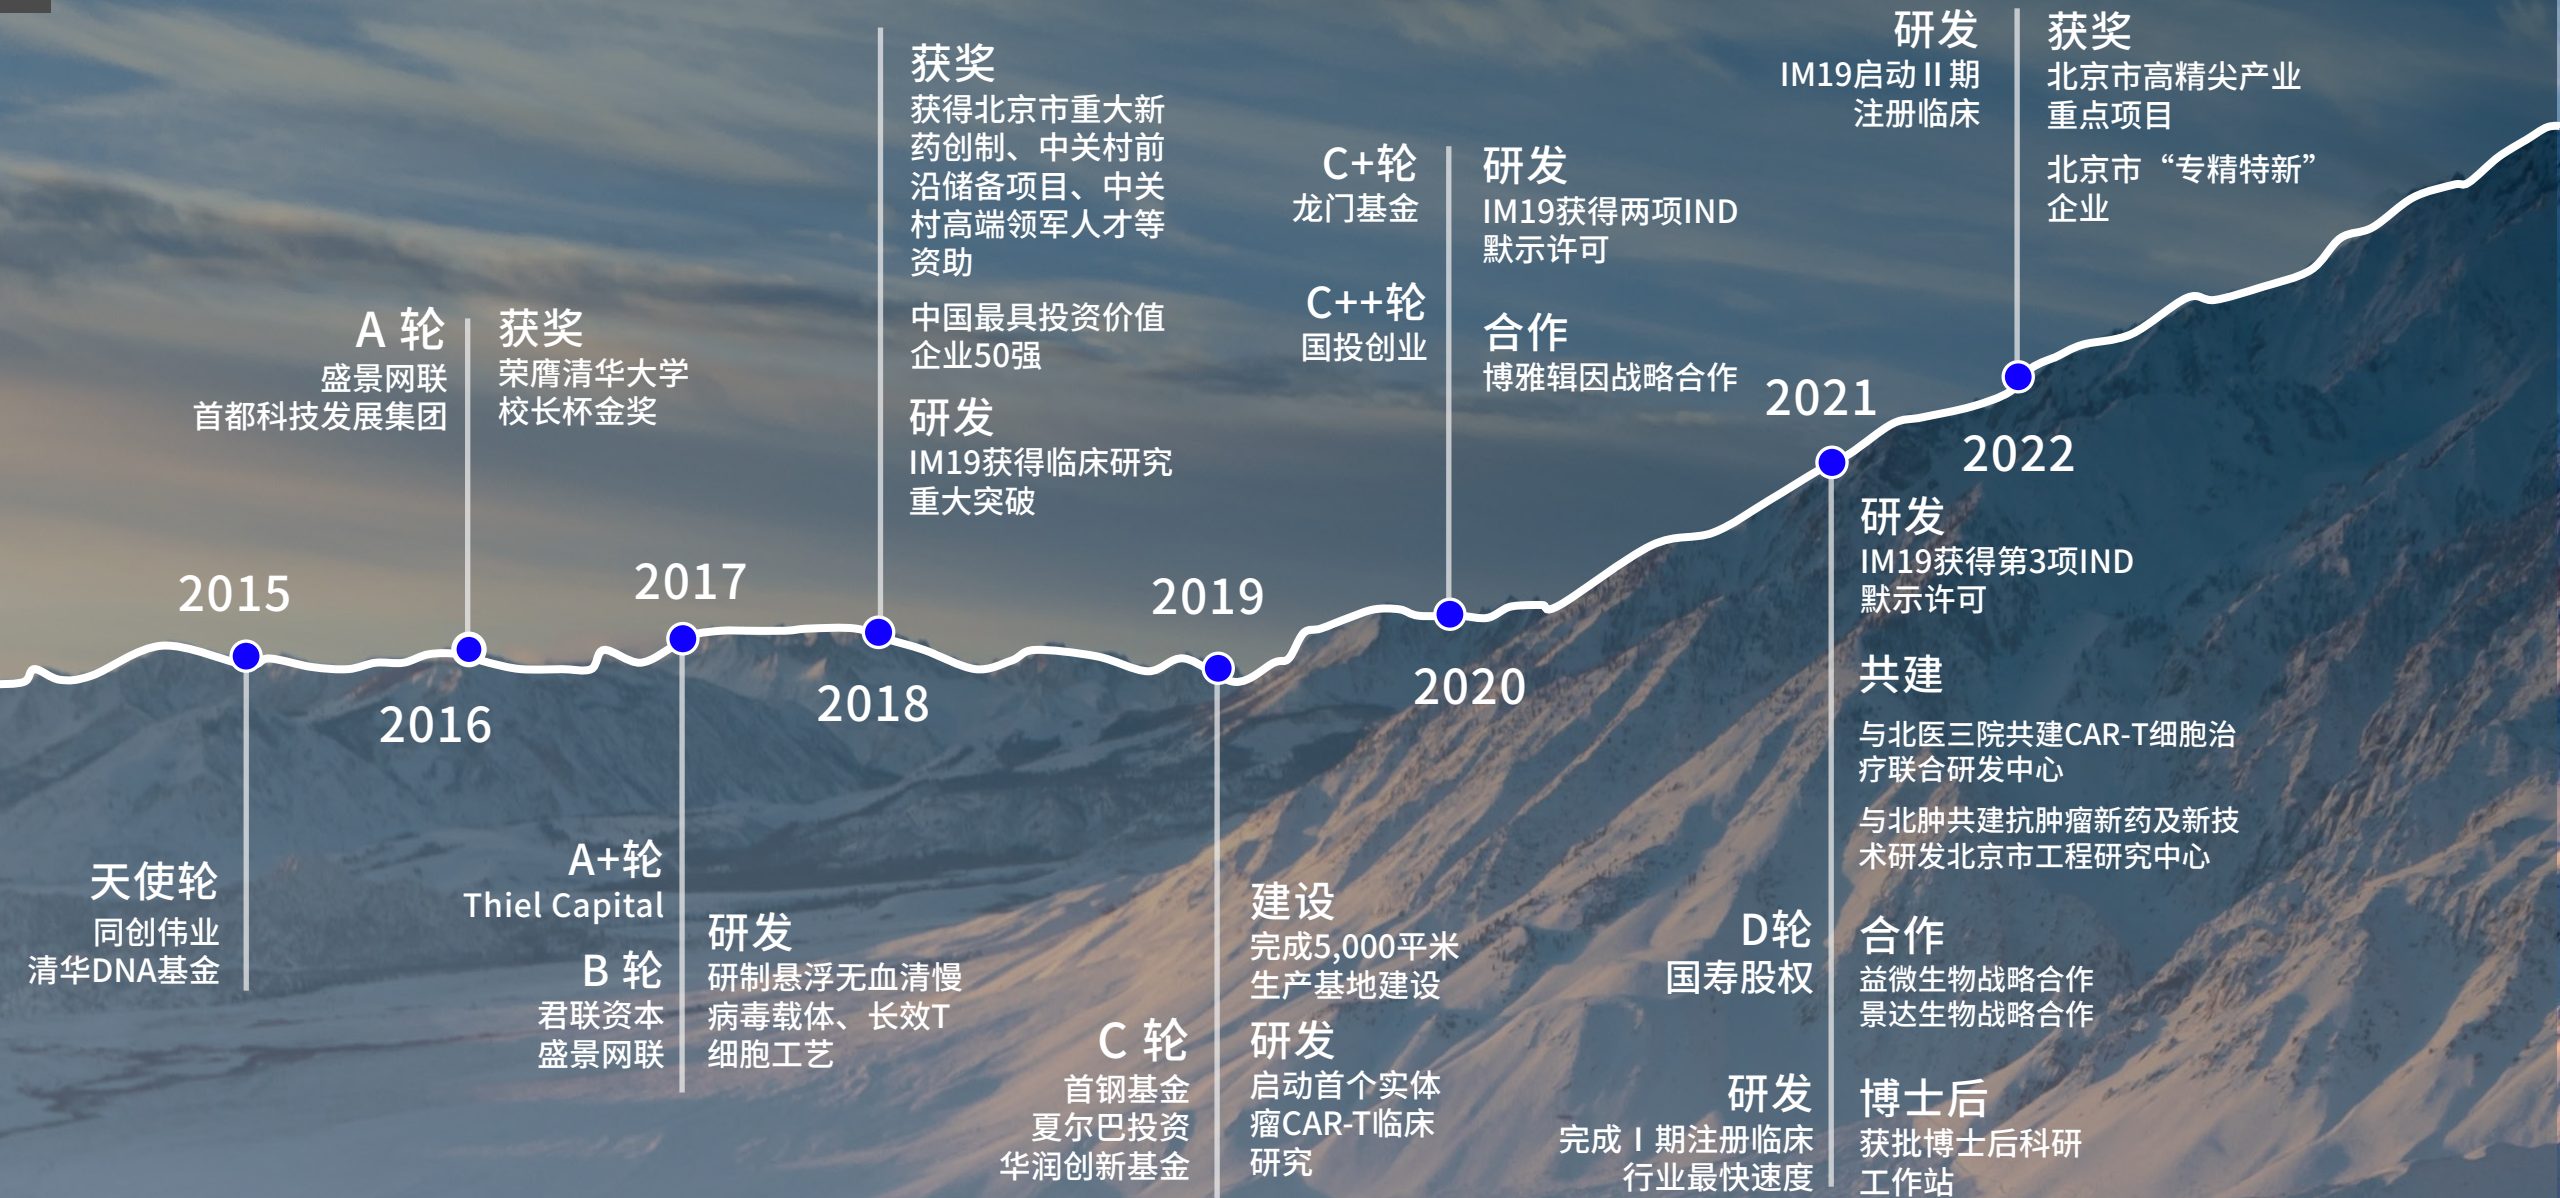 2015
天使轮
同创伟业
清华DNA基金
A 轮
盛景网联
首都科技发展集团
获奖
荣膺清华大学
校长杯金奖
2016
2017
A+轮
Thiel Capital
B 轮
君联资本
盛景网联
研发
研制悬浮无血清慢
病毒载体、长效T
细胞工艺
获奖
获得北京市重大新
药创制、中关村前
沿储备项目、中关
村高端领军人才等
资助
中国最具投资价值
企业50强
研发
IM19获得临床研究
重大突破
2018
2019
C 轮
首钢基金
夏尔巴投资
华润创新基金
建设
完成5,000平米
生产基地建设
研发
启动首个实体
瘤CAR-T临床
研究
C+轮
龙门基金
C++轮
国投创业
研发
IM19获得两项IND
默示许可
合作
博雅辑因战略合作
2020
2021
D轮
国寿股权
研发
完成Ⅰ期注册临床
行业最快速度
研发
IM19获得第3项IND
默示许可
共建
与北医三院共建CAR-T细胞治
疗联合研发中心
与北肿共建抗肿瘤新药及新技
术研发北京市工程研究中心
合作
益微生物战略合作
景达生物战略合作
博士后
获批博士后科研
工作站
研发
IM19启动Ⅱ期
注册临床
获奖
北京市高精尖产业
重点项目
北京市“专精特新”
企业
2022